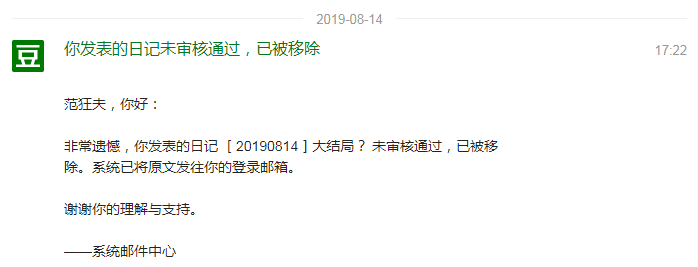 2019-08-14
豆
你发表的日记未审核通过，已被移除
17:22
范狂夫，你好：
非常遗憾，你发表的日记 ［ 20190814 ］大结局？ 未审核通过，已被移
除。系统已将原文发往你的登录邮箱。
谢谢你的理解与支持。
——系统邮件中心